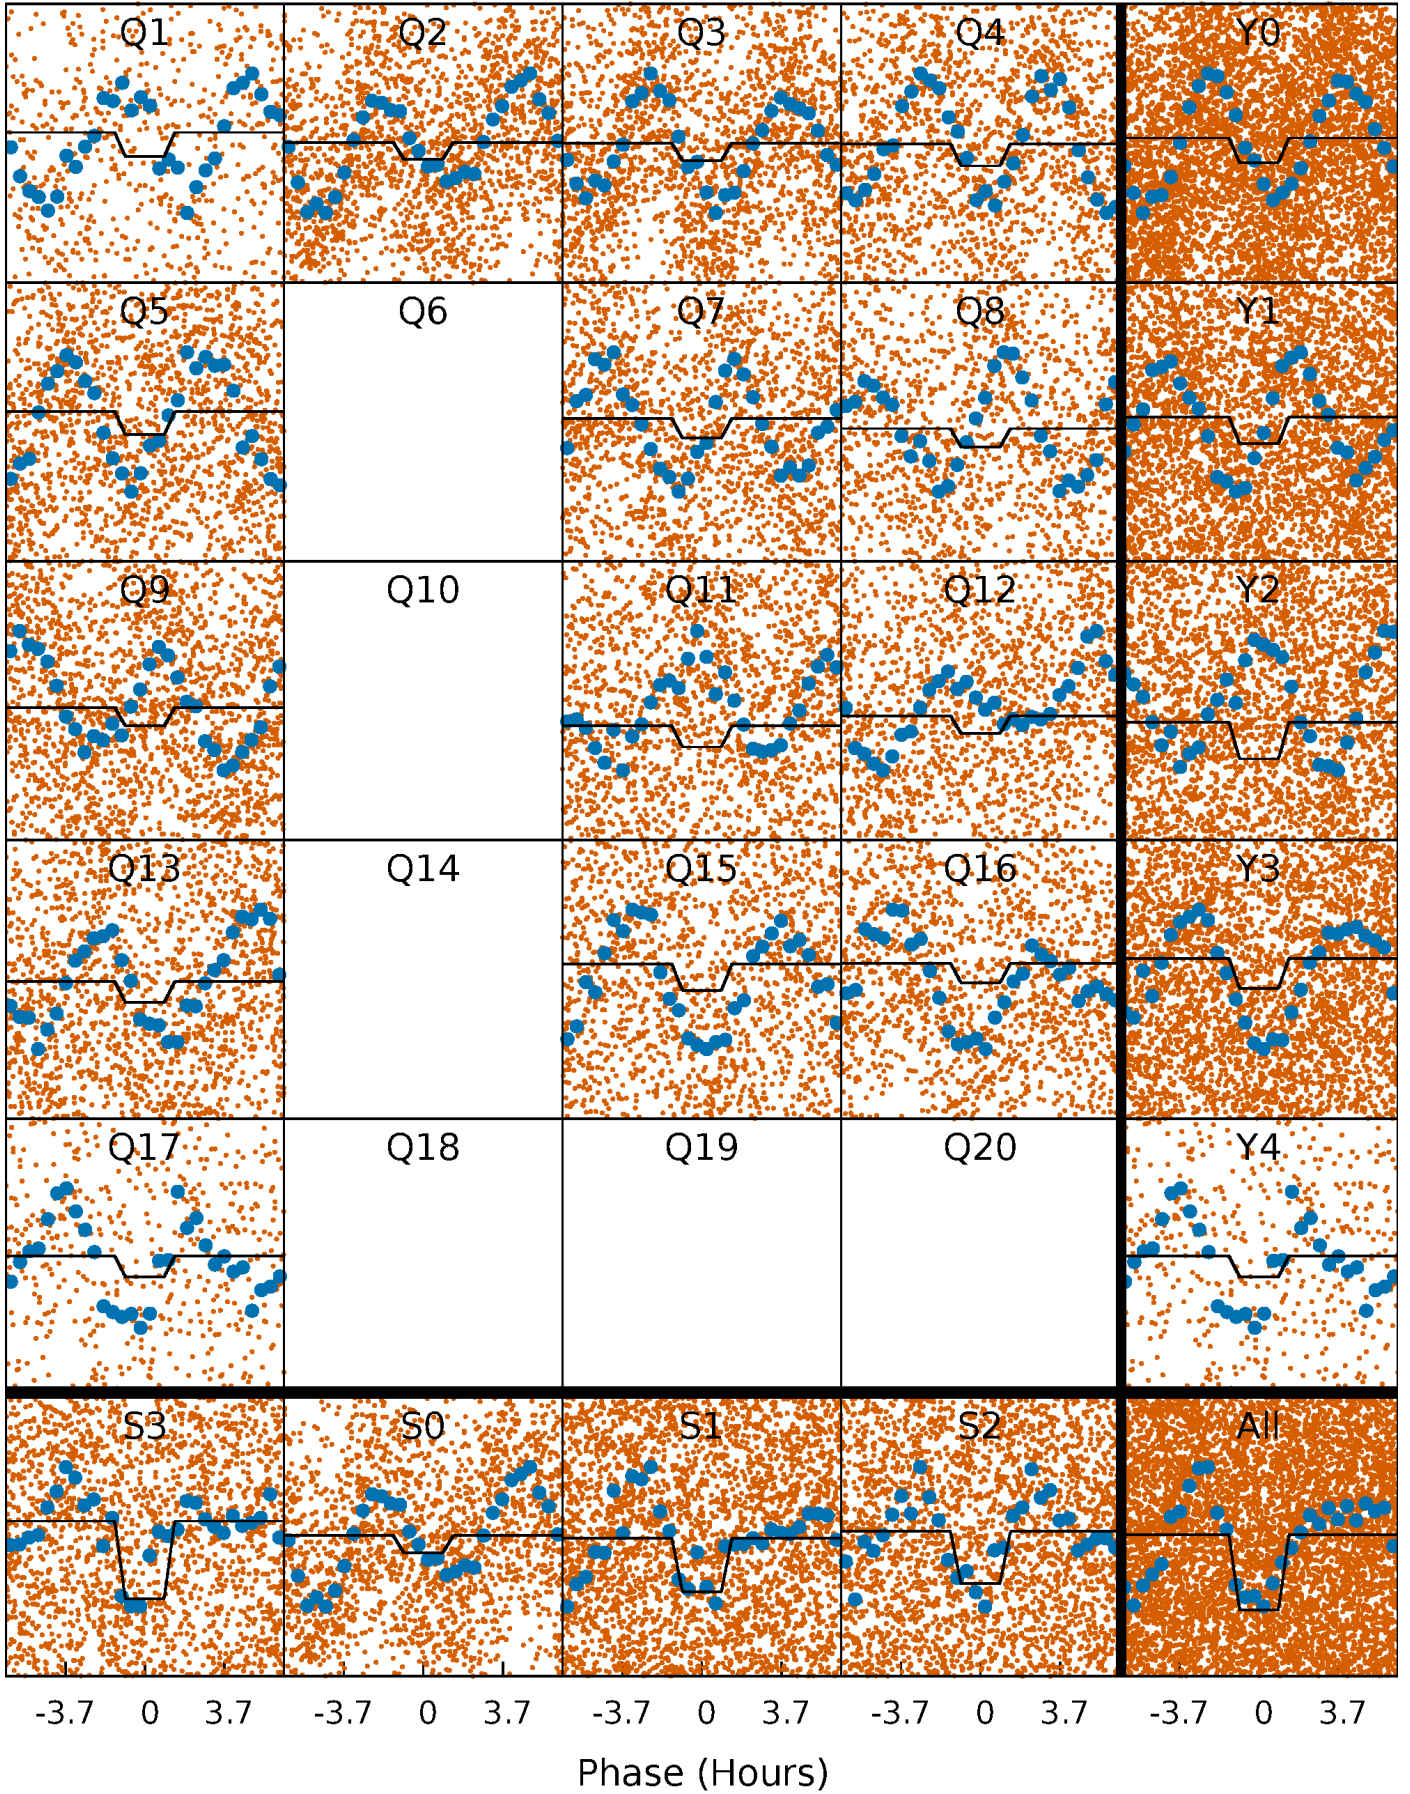 Q1 Q2 Q3 Q4 Y0
Q5 Q6 Q7 Q8 Y1
Q9 Q10 Q11 Q12 Y2
Q13 Q14 Q15 Q16 Y3
Q17 Q18 Q19 Q20 Y4
S3 S0 S1 S2 All
-3.7 0 3.7 -3.7 0 3.7 -3.7 0 3.7 -3.7 0 3.7 -3.7 0 3.7
Phase (Hours)